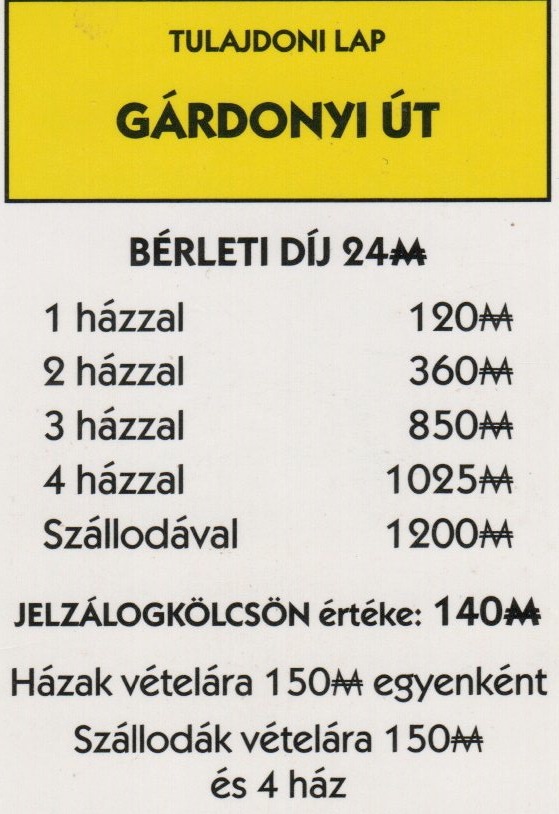 TULAJDONI LAP
GÁRDONYI ÚT
BÉRLETI DÍJ 24₩
1 házzal 120₩
2 házzal 360₩
3 házzal 850₩
4 házzal 1025₩
Szállodával 1200₩
JELZÁLOGKÖLCSÖN értéke: 140₩
Házak vételára 150₩ egyenként
Szállodák vételára 150₩
és 4 ház